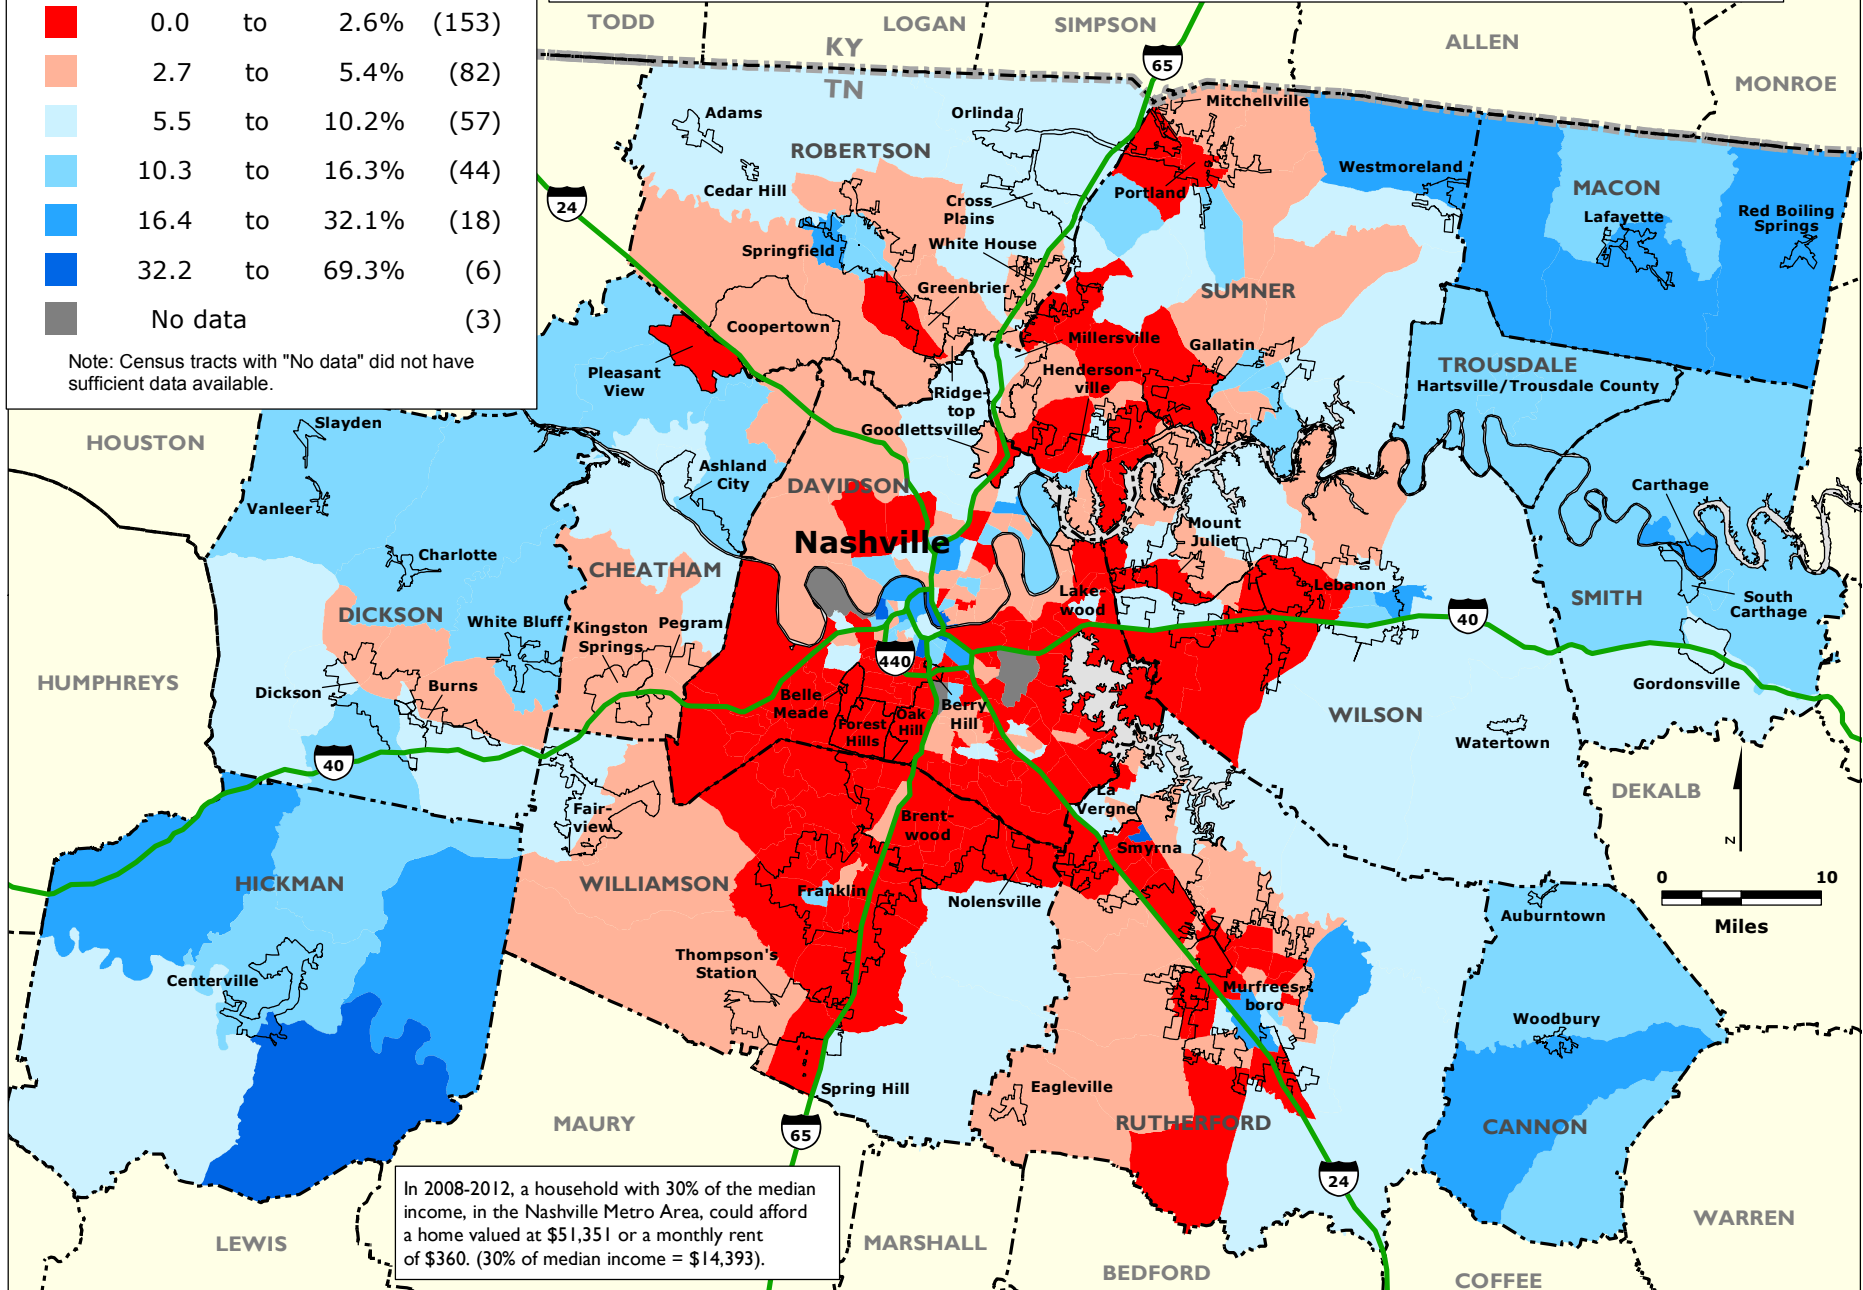 0.0 to 2.6% (153)
2.7 to 5.4% (82)
5.5 to 10.2% (57)
10.3 to 16.3% (44)
16.4 to 32.1% (18)
32.2 to 69.3% (6)
No data (3)
Note: Census tracts with "No data" did not have
sufficient data available.
TODD
LOGAN
SIMPSON
ALLEN
MONROE
KY
TN
65
24
Adams
Orlinda
Mitchellville
ROBERTSON
Cedar Hill
Cross
Plains
Portland
Westmoreland
MACON
Lafayette
Red Boiling
Springs
Springfield
White House
Greenbrier
SUMNER
Coopertown
Millersville
Gallatin
TROUSDALE
Hartsville/Trousdale County
Pleasant
View
Henderson-
ville
Ridge-
top
Goodlettsville
HOUSTON
Slayden
Ashland
City
DAVIDSON
Vanleer
Carthage
Mount
Juliet
Nashville
Charlotte
CHEATHAM
Lebanon
Lake-
wood
SMITH
South
Carthage
DICKSON
White Bluff
Kingston
Springs
Pegram
40
440
HUMPHREYS
Dickson
Burns
Belle
Meade
Forest
Hills
Oak
Hill
Berry
Hill
Gordonsville
WILSON
Watertown
40
DEKALB
La
Vergne
Fair-
view
Brent-
wood
Smyrna
N
HICKMAN
WILLIAMSON
Franklin
Nolensville
0 10
Miles
Auburntown
Thompson's
Station
Centerville
Murfrees-
boro
Woodbury
Spring Hill
Eagleville
MAURY
65
RUTHERFORD
CANNON
24
In 2008-2012, a household with 30% of the median
income, in the Nashville Metro Area, could afford
a home valued at $51,351 or a monthly rent
of $360. (30% of median income = $14,393).
LEWIS
MARSHALL
BEDFORD
COFFEE
WARREN